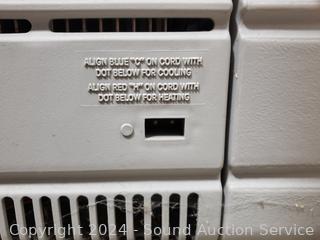 ALIGN BLUE "C" ON CORD WITH
DOT BELOW FOR COOLING
ALIGN RED "H" ON CORD WITH
DOT BELOW FOR HEATING
Copyright 2024 - Sound Auction Service